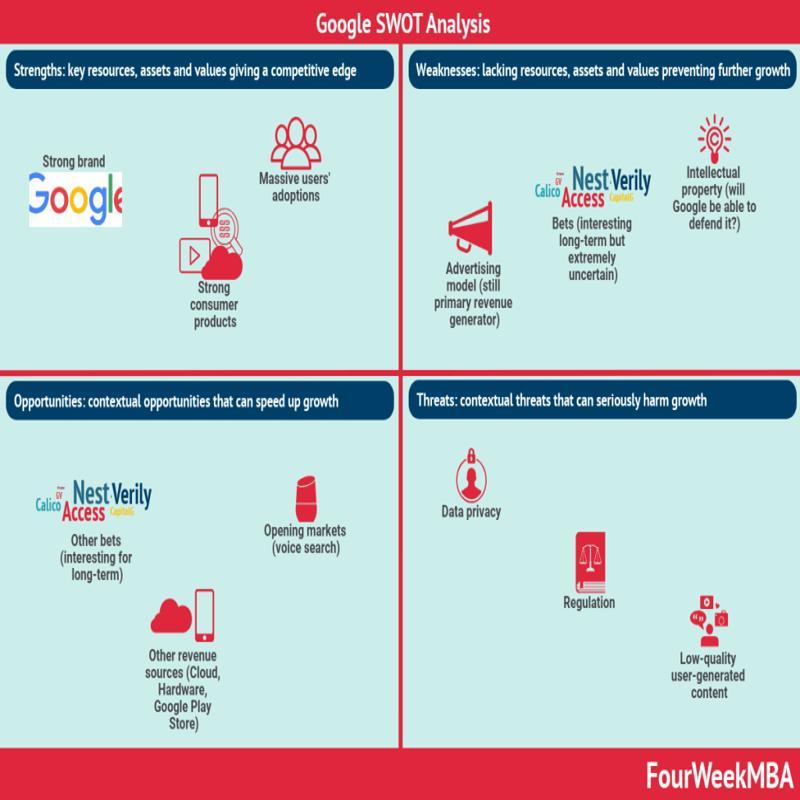 Google SWOT Analysis
Strengths: key resources, assets and values giving a competitive edge
Strong brand
Google
Massive users'
adoptions
$$$
Strong
consumer
products
Weaknesses: lacking resources, assets and values preventing further growth
Advertising
model (still
primary revenue
generator)
GV
Nest Verily
Calico
Access
CapitalG
Bets (interesting
long-term but
extremely
uncertain)
Intellectual
property (will
Google be able to
defend it?)
Opportunities: contextual opportunities that can speed up growth
GV
Nest Verily
Calico
Access
CapitalG
Other bets
(interesting for
long-term)
Opening markets
(voice search)
Other revenue
sources (Cloud,
Hardware,
Google Play
Store)
Threats: contextual threats that can seriously harm growth
Data privacy
Regulation
Low-quality
user-generated
content
FourWeekMBA